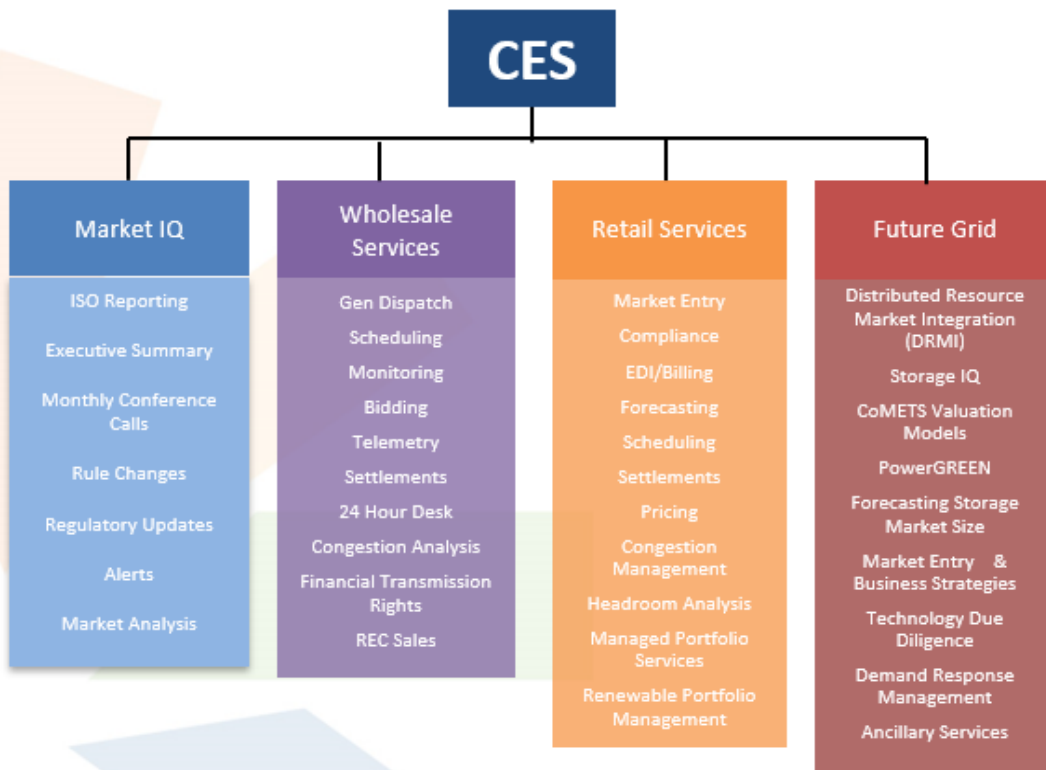 CES
Market IQ
ISO Reporting
Executive Summary
Monthly Conference
Calls
Rule Changes
Regulatory Updates
Alerts
Market Analysis
Wholesale
Services
Gen Dispatch
Scheduling
Monitoring
Bidding
Telemetry
Settlements
24 Hour Desk
Congestion Analysis
Financial Transmission
Rights
REC Sales
Retail Services
Market Entry
Compliance
EDI/Billing
Forecasting
Scheduling
Settlements
Pricing
Congestion
Management
Headroom Analysis
Managed Portfolio
Services
Renewable Portfolio
Management
Future Grid
Distributed Resource
Market Integration
(DRMI)
Storage IQ
CoMETS Valuation
Models
PowerGREEN
Forecasting Storage
Market Size
Market Entry &
Business Strategies
Technology Due
Diligence
Demand Response
Management
Ancillary Services